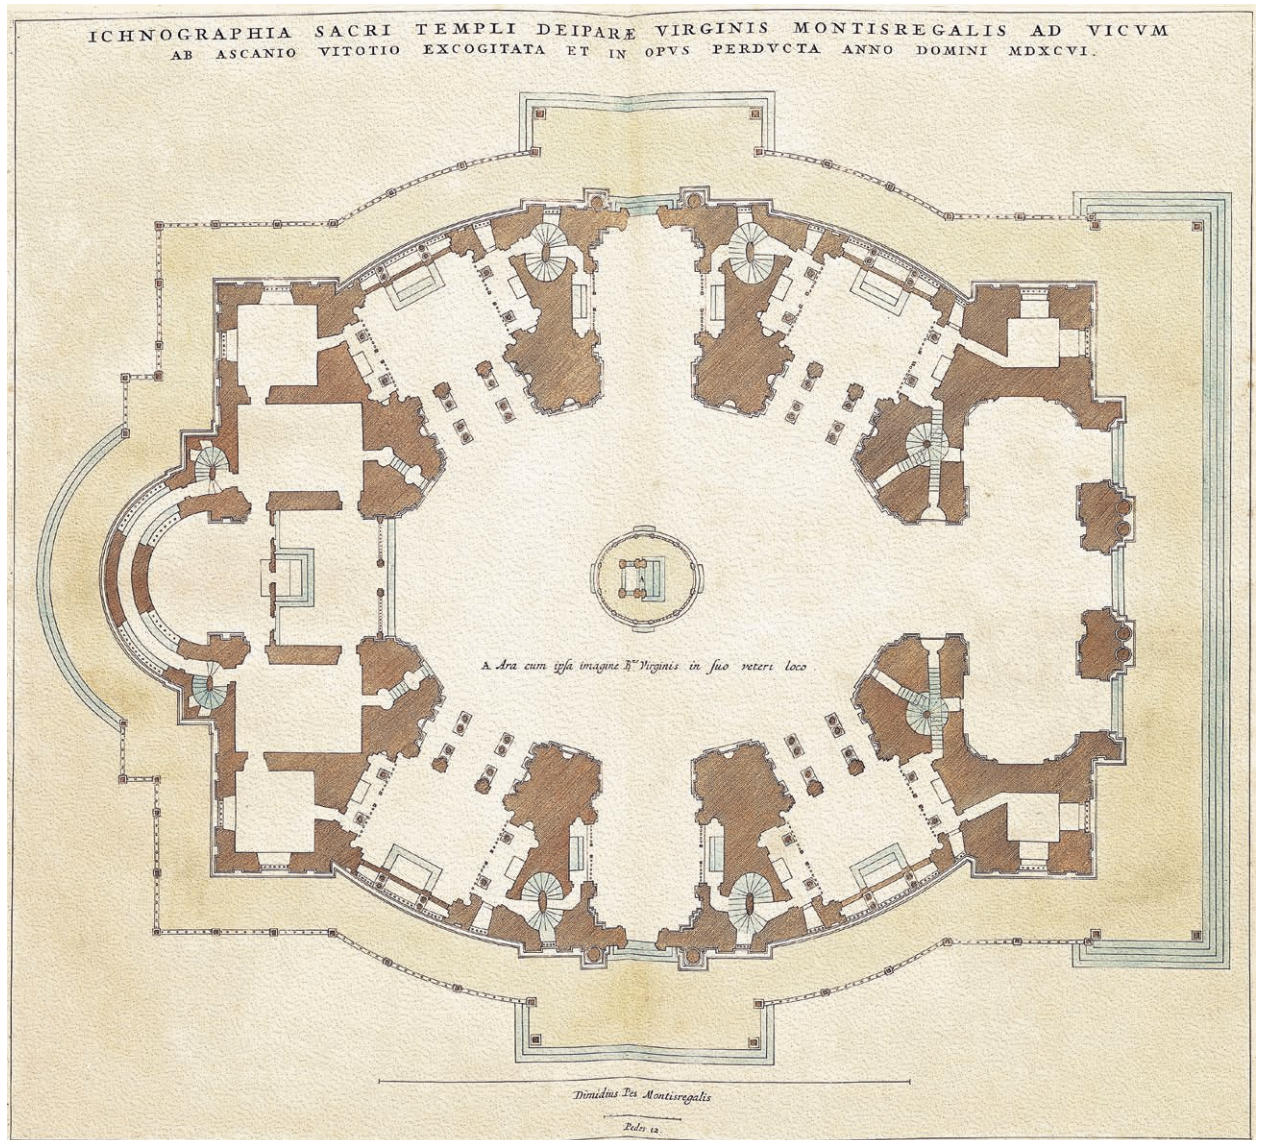 ICHNOGRAPHIA SACRI TEMPLI DEIPARÆ VIRGINIS MONTISREGALIS AD VICVM
AB ASCANIO VITOTIO EXCOGITATA ET IN OPVS PERDVCTA ANNO DOMINI MDXCVI.
A
A Ara cum ipſa imagine B.ᵐᵃ Virginis in ſuo veteri loco.
Dimidius Pes Montisregalis
Pedes 12